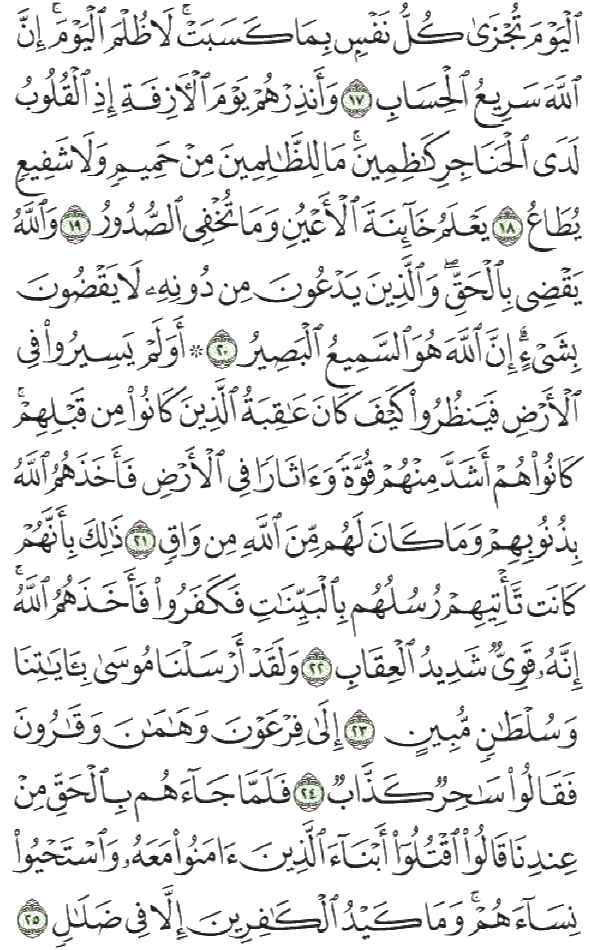 ٱلۡيَوۡمَ تُجۡزَىٰ كُلُّ نَفۡسِۭ بِمَا كَسَبَتۡۚ لَا ظُلۡمَ ٱلۡيَوۡمَۚ إِنَّ
ٱللَّهَ سَرِيعُ ٱلۡحِسَابِ ١٧ وَأَنذِرۡهُمۡ يَوۡمَ ٱلۡأٓزِفَةِ إِذِ ٱلۡقُلُوبُ
لَدَى ٱلۡحَنَاجِرِ كَٰظِمِينَۚ مَا لِلظَّٰلِمِينَ مِنۡ حَمِيمٖ وَلَا شَفِيعٖ
يُطَاعُ ١٨ يَعۡلَمُ خَآئِنَةَ ٱلۡأَعۡيُنِ وَمَا تُخۡفِي ٱلصُّدُورُ ١٩ وَٱللَّهُ
يَقۡضِي بِٱلۡحَقِّۖ وَٱلَّذِينَ يَدۡعُونَ مِن دُونِهِۦ لَا يَقۡضُونَ
بِشَيۡءٍۗ إِنَّ ٱللَّهَ هُوَ ٱلسَّمِيعُ ٱلۡبَصِيرُ ٢٠ ۞ أَوَلَمۡ يَسِيرُواْ فِي
ٱلۡأَرۡضِ فَيَنظُرُواْ كَيۡفَ كَانَ عَٰقِبَةُ ٱلَّذِينَ كَانُواْ مِن قَبۡلِهِمۡۚ
كَانُواْ هُمۡ أَشَدَّ مِنۡهُمۡ قُوَّةٗ وَءَاثَارٗا فِي ٱلۡأَرۡضِ فَأَخَذَهُمُ ٱللَّهُ
بِذُنُوبِهِمۡ وَمَا كَانَ لَهُم مِّنَ ٱللَّهِ مِن وَاقٖ ٢١ ذَٰلِكَ بِأَنَّهُمۡ
كَانَت تَّأۡتِيهِمۡ رُسُلُهُم بِٱلۡبَيِّنَٰتِ فَكَفَرُواْ فَأَخَذَهُمُ ٱللَّهُۚ
إِنَّهُۥ قَوِيّٞ شَدِيدُ ٱلۡعِقَابِ ٢٢ وَلَقَدۡ أَرۡسَلۡنَا مُوسَىٰ بِـَٔايَٰتِنَا
وَسُلۡطَٰنٖ مُّبِينٍ ٢٣ إِلَىٰ فِرۡعَوۡنَ وَهَٰمَٰنَ وَقَٰرُونَ
فَقَالُواْ سَٰحِرٞ كَذَّابٞ ٢٤ فَلَمَّا جَآءَهُم بِٱلۡحَقِّ مِنۡ
عِندِنَا قَالُواْ ٱقۡتُلُوٓاْ أَبۡنَآءَ ٱلَّذِينَ ءَامَنُواْ مَعَهُۥ وَٱسۡتَحۡيُواْ
نِسَآءَهُمۡۚ وَمَا كَيۡدُ ٱلۡكَٰفِرِينَ إِلَّا فِي ضَلَٰلٖ ٢٥